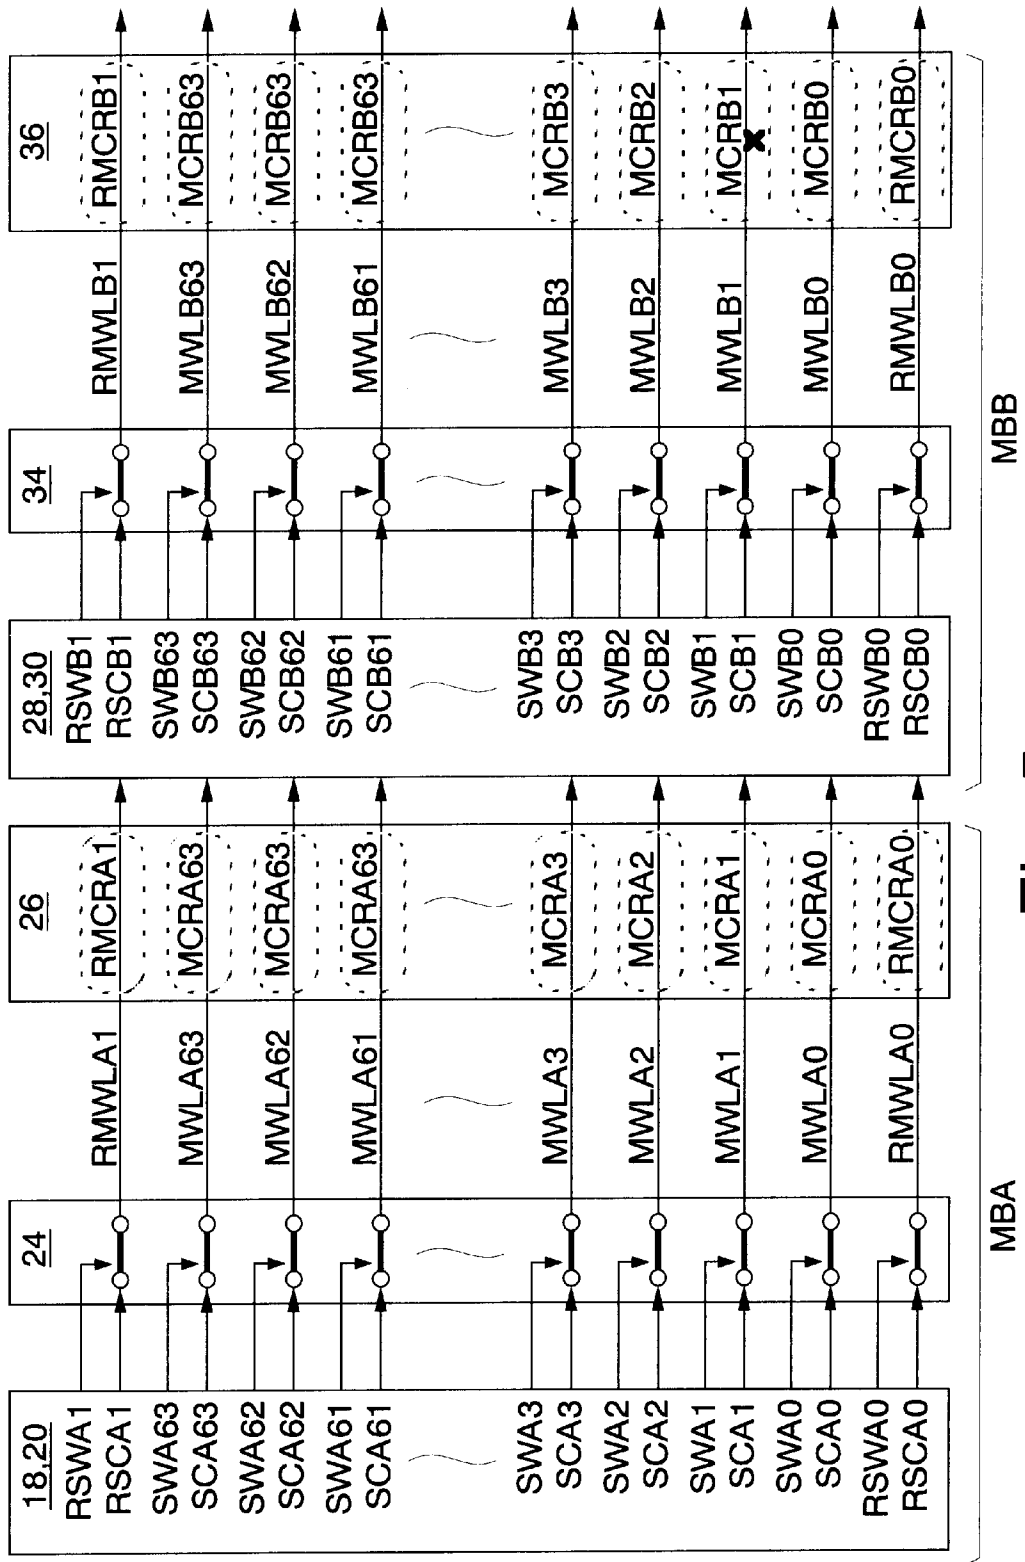 18,20 24 26 28,30 34 36
RSWA1 RSWB1
RSCA1 RMWLA1 RMCRA1 RSCB1 RMWLB1 RMCRB1
SWA63 SWB63
SCA63 MWLA63 MCRA63 SCB63 MWLB63 MCRB63
SWA62 SWB62
SCA62 MWLA62 MCRA63 SCB62 MWLB62 MCRB63
SWA61 SWB61
SCA61 MWLA61 MCRA63 SCB61 MWLB61 MCRB63
SWA3 SWB3
SCA3 MWLA3 MCRA3 SCB3 MWLB3 MCRB3
SWA2 SWB2
SCA2 MWLA2 MCRA2 SCB2 MWLB2 MCRB2
SWA1 SWB1
SCA1 MWLA1 MCRA1 SCB1 MWLB1 MCRB1
SWA0 SWB0
SCA0 MWLA0 MCRA0 SCB0 MWLB0 MCRB0
RSWA0 RSWB0
RSCA0 RMWLA0 RMCRA0 RSCB0 RMWLB0 RMCRB0
MBA MBB